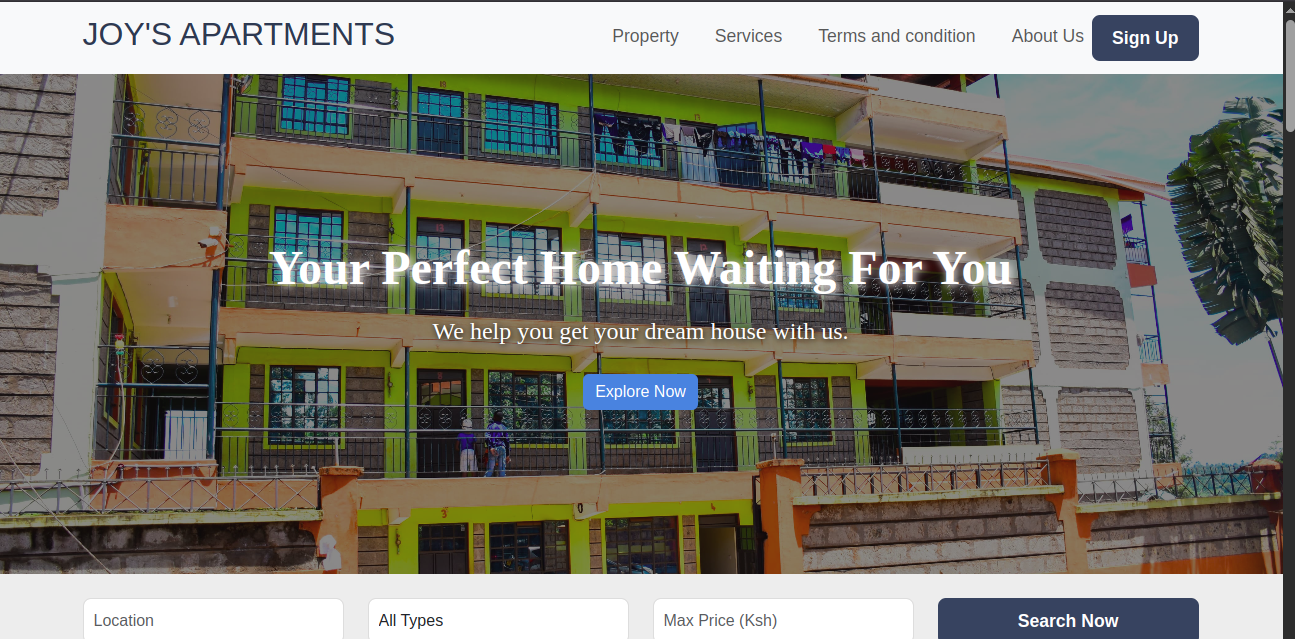 JOY'S APARTMENTS
Property Services Terms and condition About Us Sign Up
Your Perfect Home Waiting For You
We help you get your dream house with us.
Explore Now
Location All Types Max Price (Ksh) Search Now